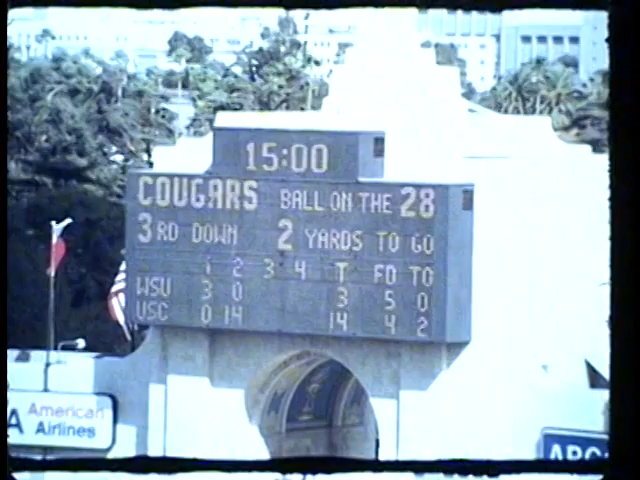 15:00
COUGARS BALL ON THE 28
3RD DOWN 2 YARDS TO GO
1 2 3 4 T FD TO
WSU 3 0 3 5 0
USC 0 14 14 4 2
American
Airlines